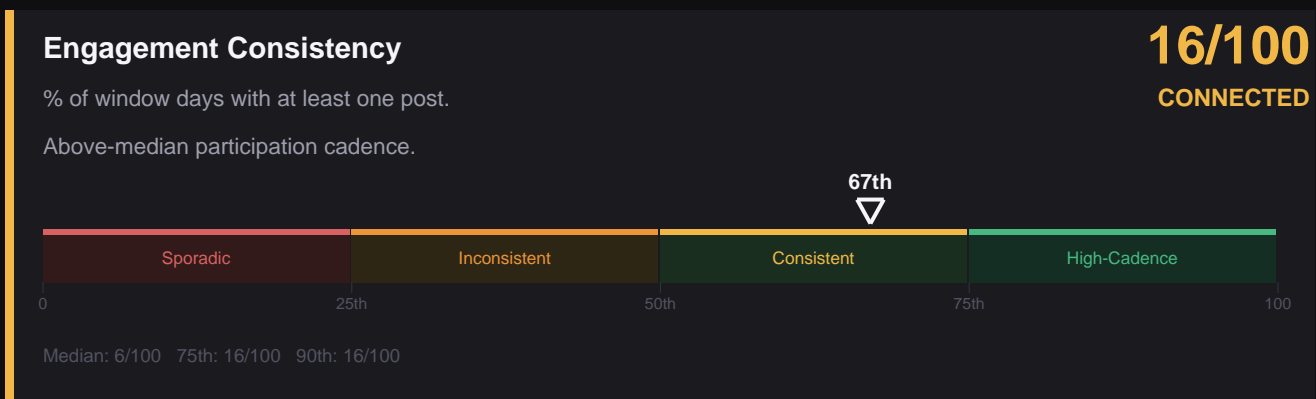 Engagement Consistency
16/100
% of window days with at least one post.
CONNECTED
Above-median participation cadence.
67th
Sporadic Inconsistent Consistent High-Cadence
0 25th 50th 75th 100
Median: 6/100 75th: 16/100 90th: 16/100